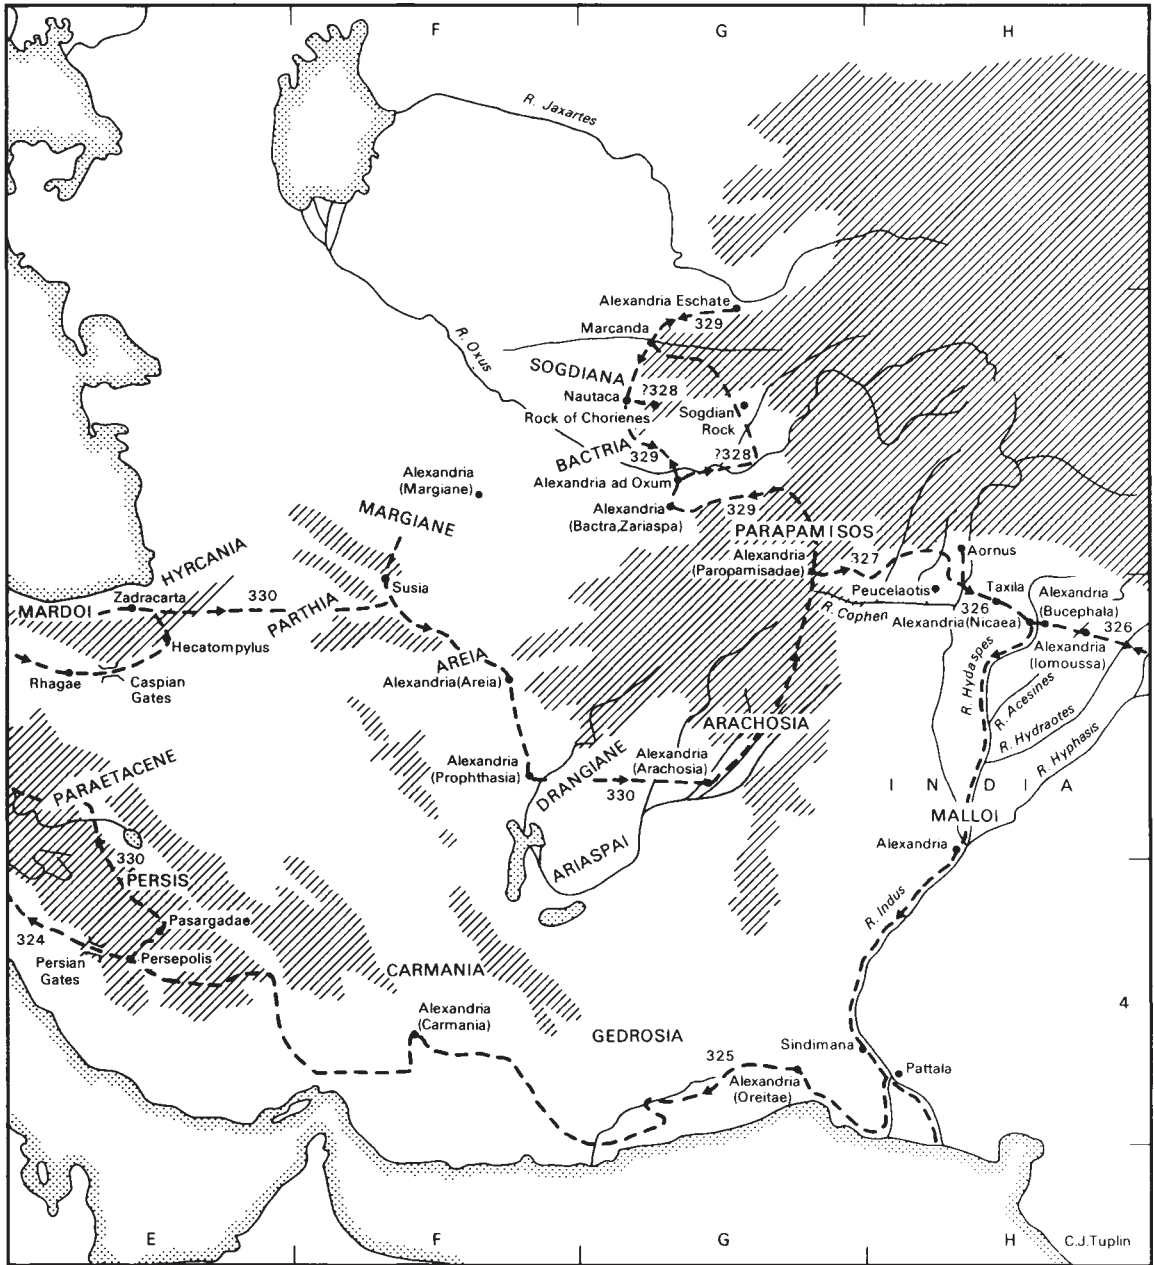 F
G
H
R. Jaxartes
Alexandria Eschate
329
Marcanda
R. Oxus
SOGDIANA
?328
Nautaca
Rock of Chorienes
Sogdian
Rock
BACTRIA
329
?328
Alexandria
(Margiane)
Alexandria ad Oxum
MARGIANE
Alexandria
(Bactra,Zariaspa)
329
PARAPAMISOS
HYRCANIA
Alexandria
(Paropamisadae)
327
Aornus
Susia
Zadracarta
MARDOI
330
PARTHIA
Peucelaotis
Taxila
Alexandria
(Bucephala)
R. Cophen
326
Alexandria(Nicaea)
326
Hecatompylus
AREIA
Alexandria
(Iomoussa)
Rhagae
Caspian
Gates
Alexandria(Areia)
R. Hydaspes
R. Acesines
ARACHOSIA
R. Hydraotes
R. Hyphasis
PARAETACENE
Alexandria
(Prophthasia)
DRANGIANE
Alexandria
(Arachosia)
330
I N D I A
MALLOI
330
Alexandria
ARIASPAI
PERSIS
Pasargadae
R. Indus
324
Persian
Gates
Persepolis
CARMANIA
4
Alexandria
(Carmania)
GEDROSIA
Sindimana
325
Pattala
Alexandria
(Oreitae)
E
F
G
H
C.J.Tuplin